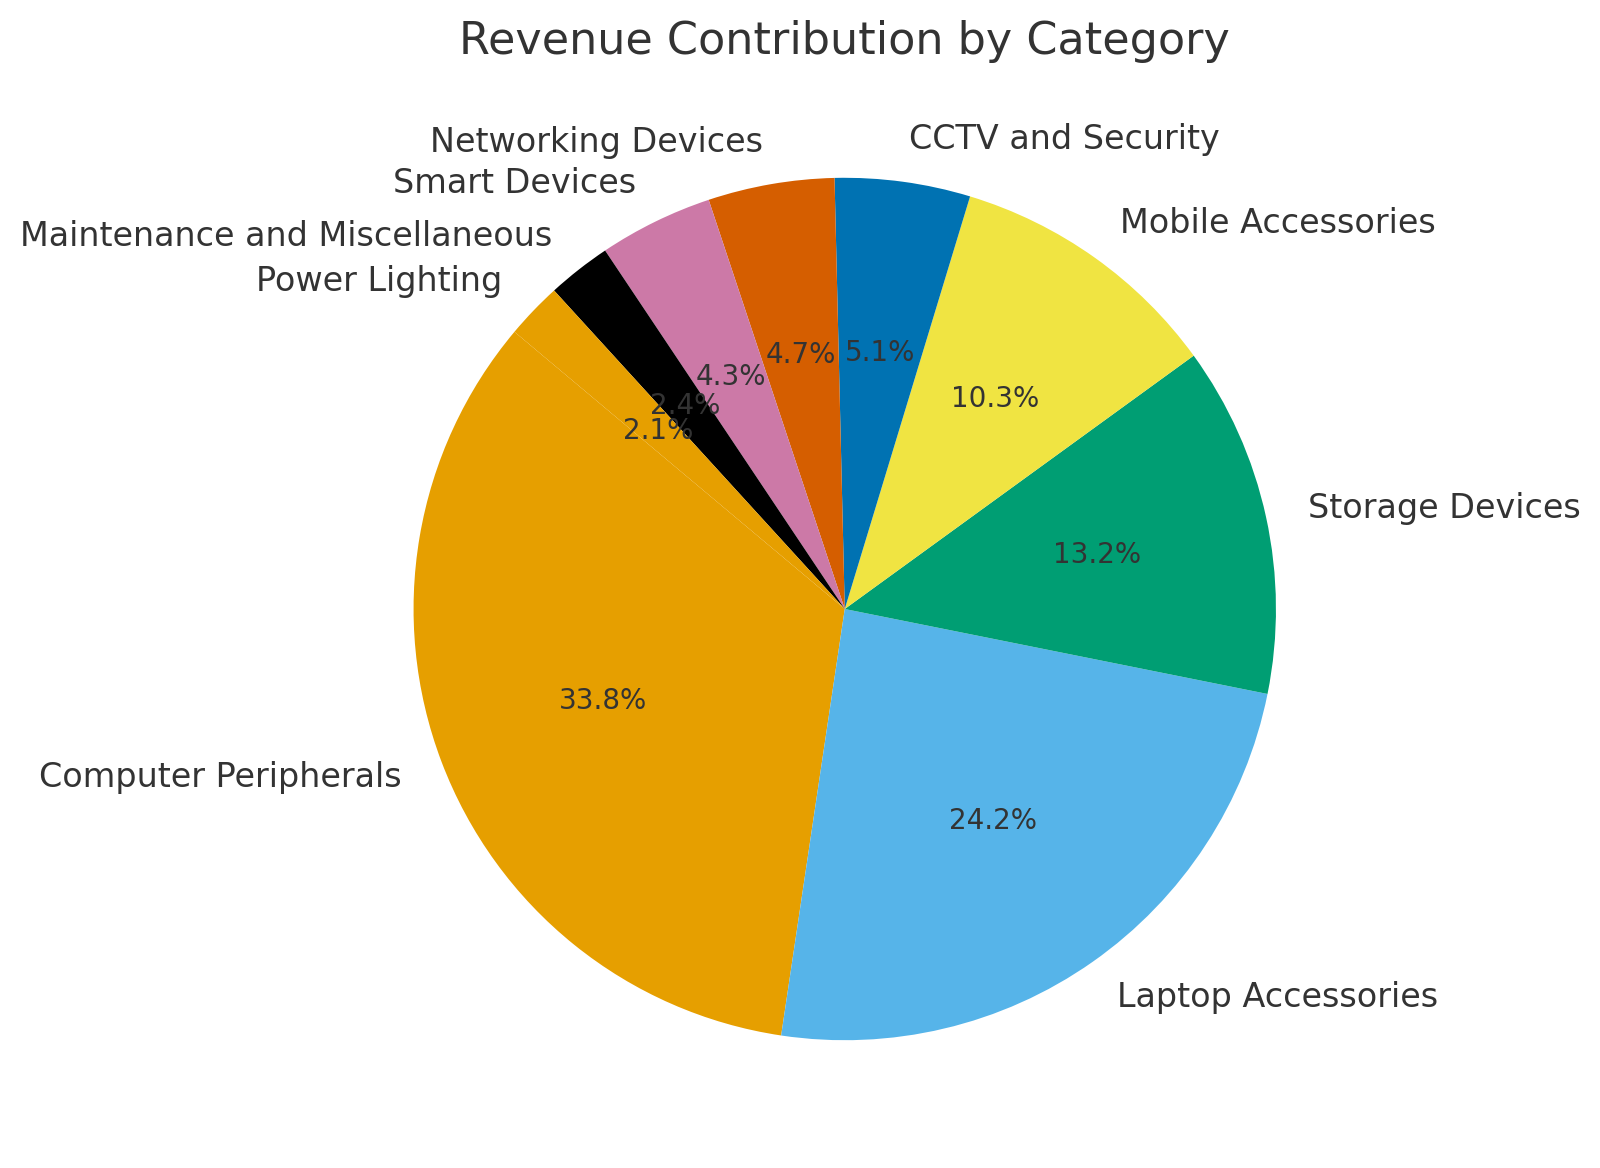 Revenue Contribution by Category
CCTV and Security
Networking Devices
Smart Devices
Mobile Accessories
Maintenance and Miscellaneous
Power Lighting
5.1%
4.7%
4.3%
10.3%
2.4%
2.1%
Storage Devices
13.2%
33.8%
Computer Peripherals
24.2%
Laptop Accessories